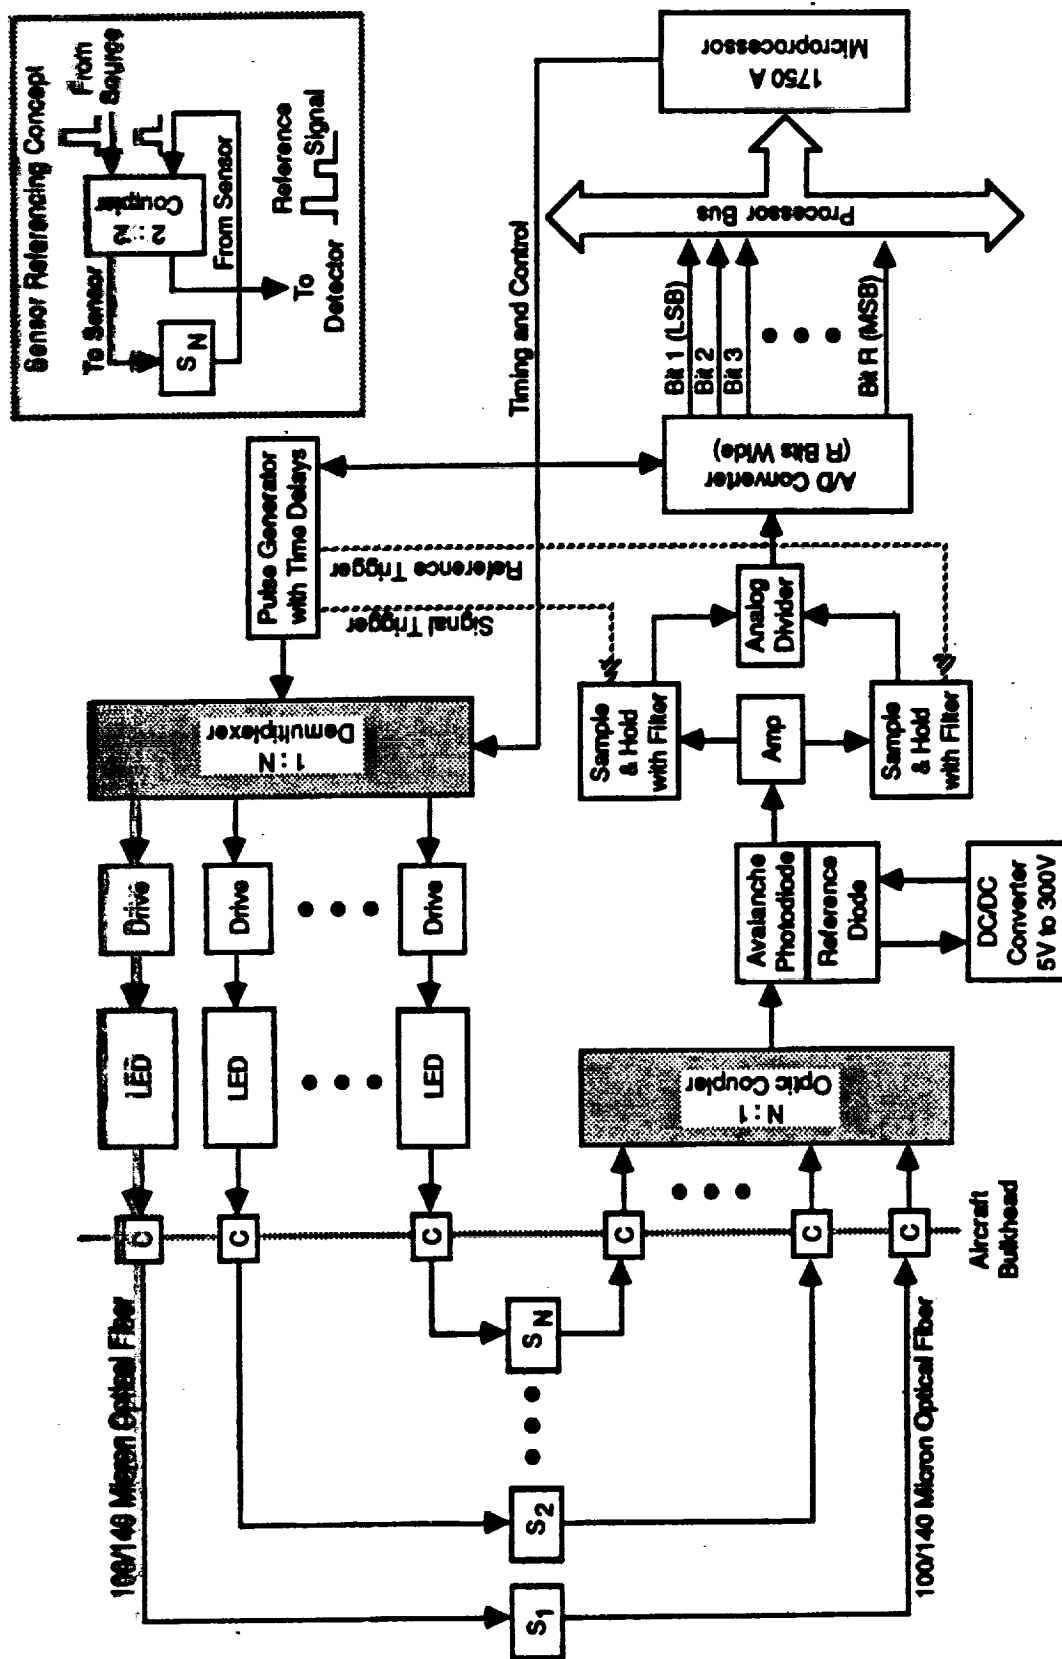 Sensor Referencing Concept
From
Source
2 : 2
Coupler
To Sensor
S N
From Sensor
To
Detector
Reference
Signal
100/140 Micron Optical Fiber
C
LED
Drive
C
LED
Drive
C
LED
Drive
1 : N
Demultiplexer
Pulse Generator
with Time Delays
Signal Trigger
Reference Trigger
Timing and Control
1750 A
Microprocessor
S1
S2
S N
C
C
C
100/140 Micron Optical Fiber
Aircraft
Bulkhead
N : 1
Optic Coupler
Avalanche
Photodiode
Reference
Diode
DC/DC
Converter
5V to 300V
Amp
Sample
& Hold
with Filter
Sample
& Hold
with Filter
Analog
Divider
A/D Converter
(R Bits Wide)
Bit 1 (LSB)
Bit 2
Bit 3
Bit R (MSB)
Processor Bus